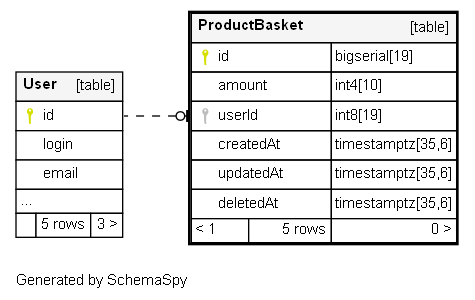 ProductBasket [table]
id bigserial[19]
amount int4[10]
userId int8[19]
createdAt timestamptz[35,6]
updatedAt timestamptz[35,6]
deletedAt timestamptz[35,6]
< 1 5 rows 0 >
User [table]
id
login
email
...
5 rows 3 >
Generated by SchemaSpy